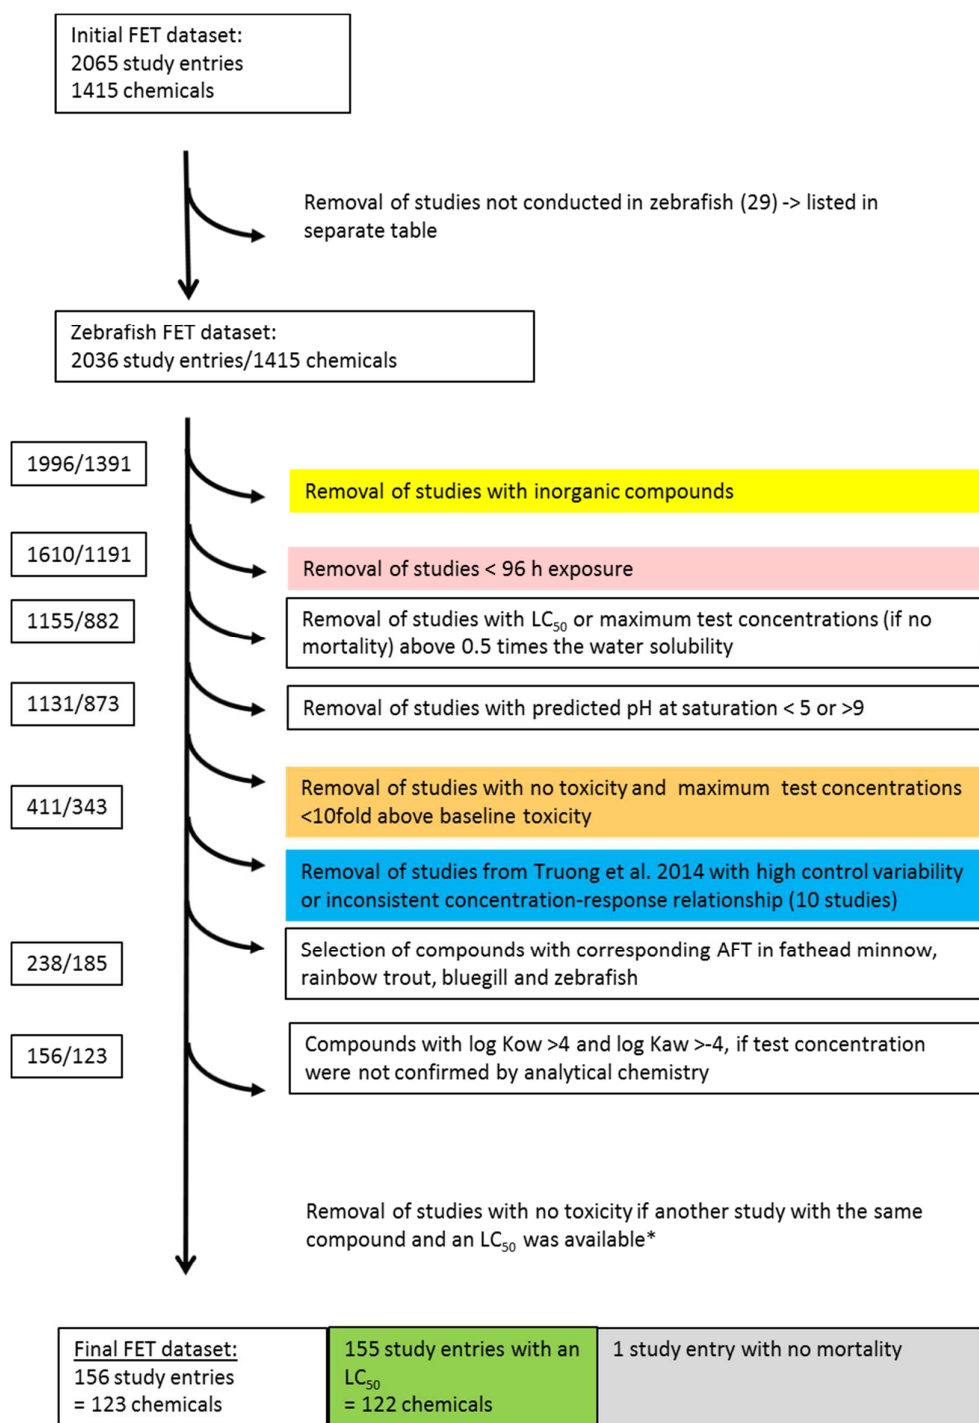 Initial FET dataset:
2065 study entries
1415 chemicals
Removal of studies not conducted in zebrafish (29) -> listed in
separate table
Zebrafish FET dataset:
2036 study entries/1415 chemicals
1996/1391
Removal of studies with inorganic compounds
1610/1191
Removal of studies < 96 h exposure
1155/882
Removal of studies with LC50 or maximum test concentrations (if no
mortality) above 0.5 times the water solubility
1131/873
Removal of studies with predicted pH at saturation < 5 or >9
411/343
Removal of studies with no toxicity and maximum test concentrations
<10fold above baseline toxicity
Removal of studies from Truong et al. 2014 with high control variability
or inconsistent concentration-response relationship (10 studies)
238/185
Selection of compounds with corresponding AFT in fathead minnow,
rainbow trout, bluegill and zebrafish
156/123
Compounds with log Kow >4 and log Kaw >-4, if test concentration
were not confirmed by analytical chemistry
Removal of studies with no toxicity if another study with the same
compound and an LC50 was available*
Final FET dataset:
156 study entries
= 123 chemicals
155 study entries with an
LC50
= 122 chemicals
1 study entry with no mortality